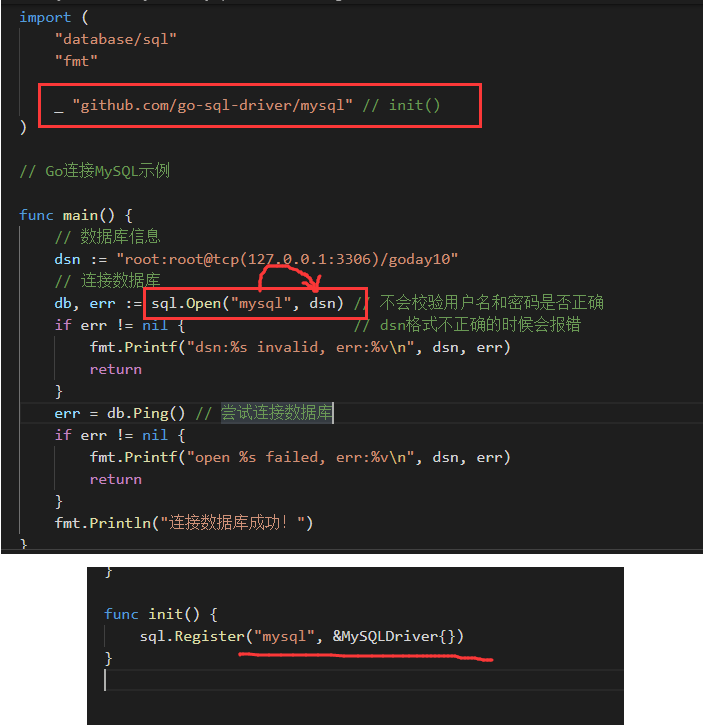 import (
    "database/sql"
    "fmt"
    _ "github.com/go-sql-driver/mysql" // init()
)
// Go连接MySQL示例
func main() {
    // 数据库信息
    dsn := "root:root@tcp(127.0.0.1:3306)/goday10"
    // 连接数据库
    db, err := sql.Open("mysql", dsn) // 不会校验用户名和密码是否正确
    if err != nil {                   // dsn格式不正确的时候会报错
        fmt.Printf("dsn:%s invalid, err:%v\n", dsn, err)
        return
    }
    err = db.Ping() // 尝试连接数据库
    if err != nil {
        fmt.Printf("open %s failed, err:%v\n", dsn, err)
        return
    }
    fmt.Println("连接数据库成功！")
}
}
func init() {
    sql.Register("mysql", &MySQLDriver{})
}